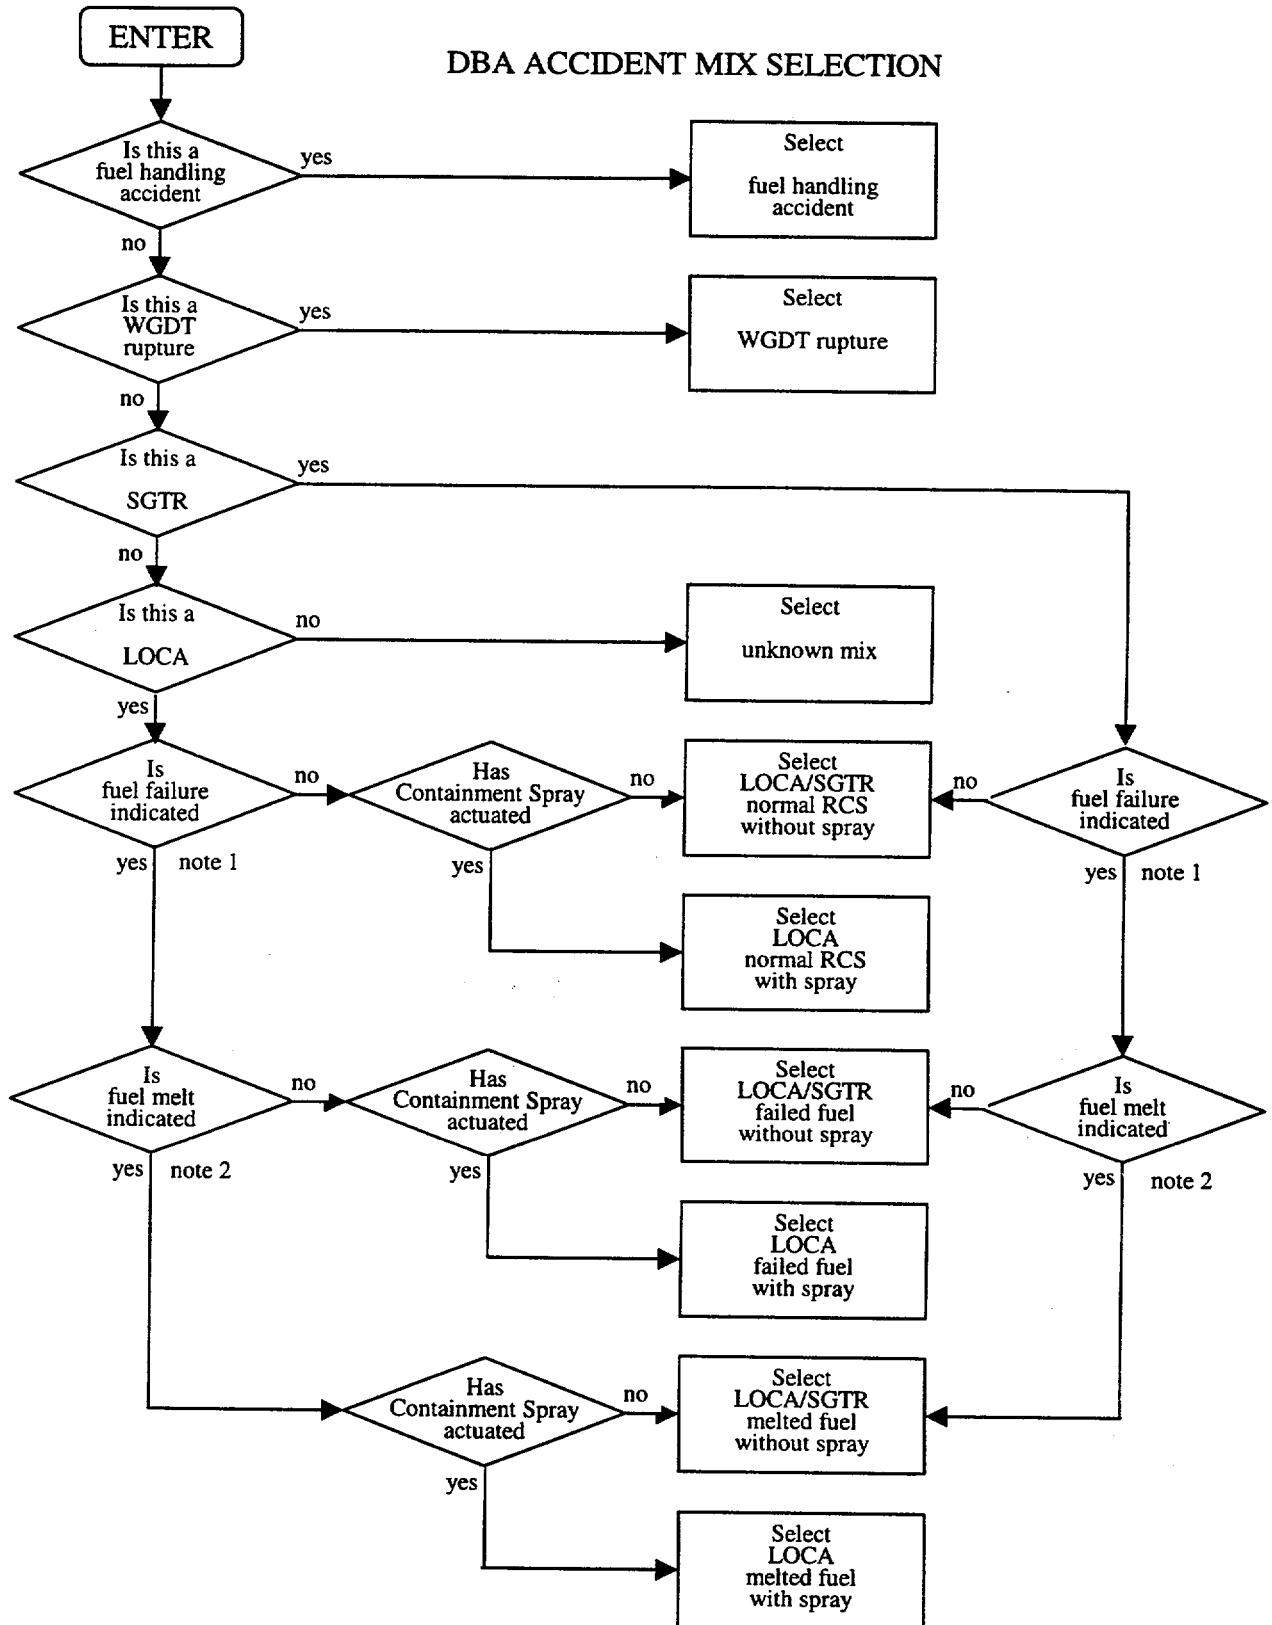 ENTER
DBA ACCIDENT MIX SELECTION
Is this a
fuel handling
accident
yes
Select
fuel handling
accident
no
Is this a
WGDT
rupture
yes
Select
WGDT rupture
no
Is this a
SGTR
yes
no
Is this a
LOCA
no
Select
unknown mix
yes
Is
fuel failure
indicated
no
Has
Containment Spray
actuated
no
Select
LOCA/SGTR
normal RCS
without spray
no
Is
fuel failure
indicated
yes
note 1
yes
yes
note 1
Select
LOCA
normal RCS
with spray
Is
fuel melt
indicated
no
Has
Containment Spray
actuated
no
Select
LOCA/SGTR
failed fuel
without spray
no
Is
fuel melt
indicated
yes
note 2
yes
yes
note 2
Select
LOCA
failed fuel
with spray
Has
Containment Spray
actuated
no
Select
LOCA/SGTR
melted fuel
without spray
yes
Select
LOCA
melted fuel
with spray